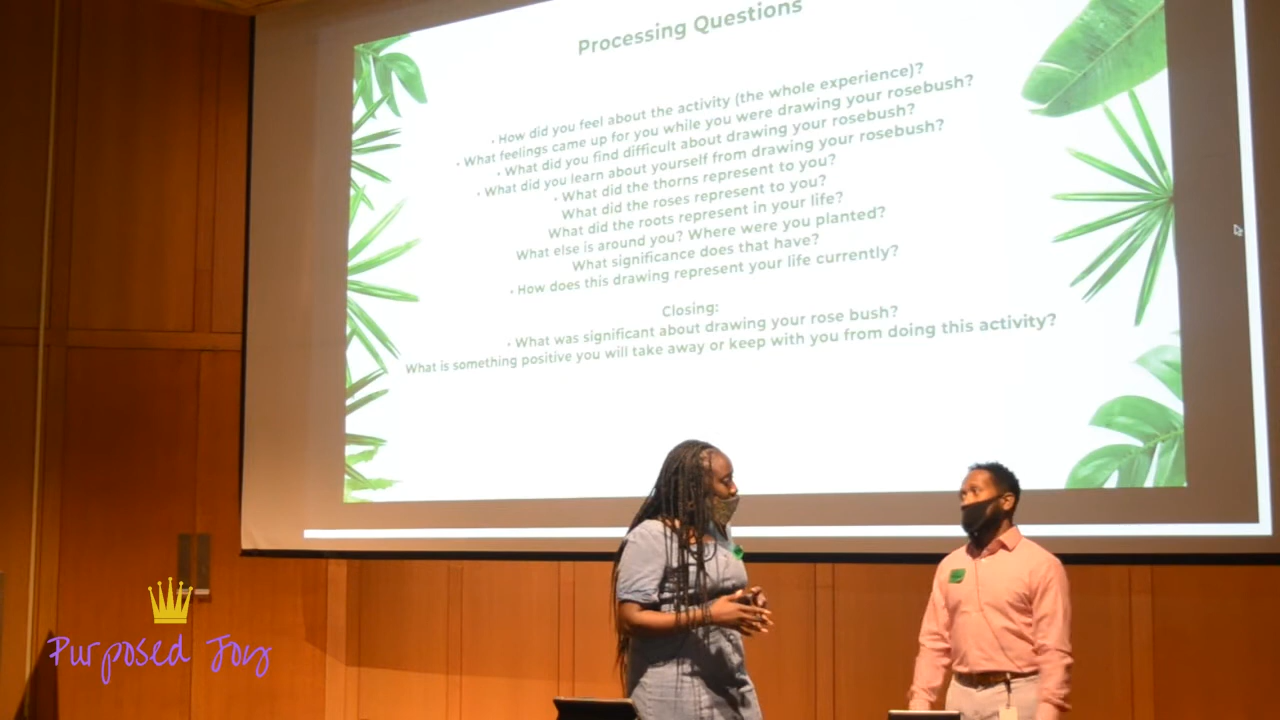 Processing Questions
• How did you feel about the activity (the whole experience)?
• What feelings came up for you while you were drawing your rosebush?
• What did you find difficult about drawing your rosebush?
• What did you learn about yourself from drawing your rosebush?
• What did the thorns represent to you?
What did the roses represent to you?
What did the roots represent in your life?
What else is around you? Where were you planted?
What significance does that have?
• How does this drawing represent your life currently?
Closing:
• What was significant about drawing your rose bush?
What is something positive you will take away or keep with you from doing this activity?
Purposed Joy